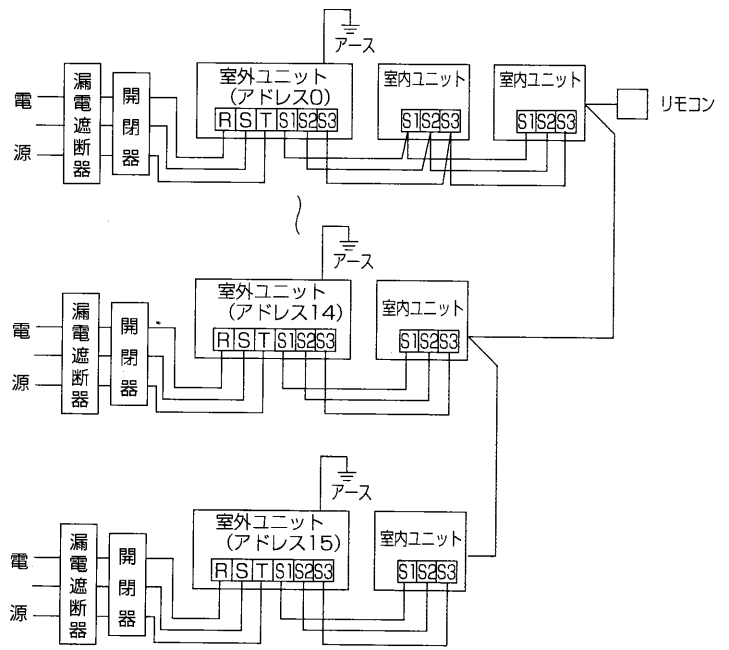 アース
電
源
漏電遮断器
開閉器
室外ユニット
(アドレス0)
R S T S1 S2 S3
室内ユニット
S1 S2 S3
室内ユニット
S1 S2 S3
リモコン
アース
電
源
漏電遮断器
開閉器
室外ユニット
(アドレス14)
R S T S1 S2 S3
室内ユニット
S1 S2 S3
アース
電
源
漏電遮断器
開閉器
室外ユニット
(アドレス15)
R S T S1 S2 S3
室内ユニット
S1 S2 S3